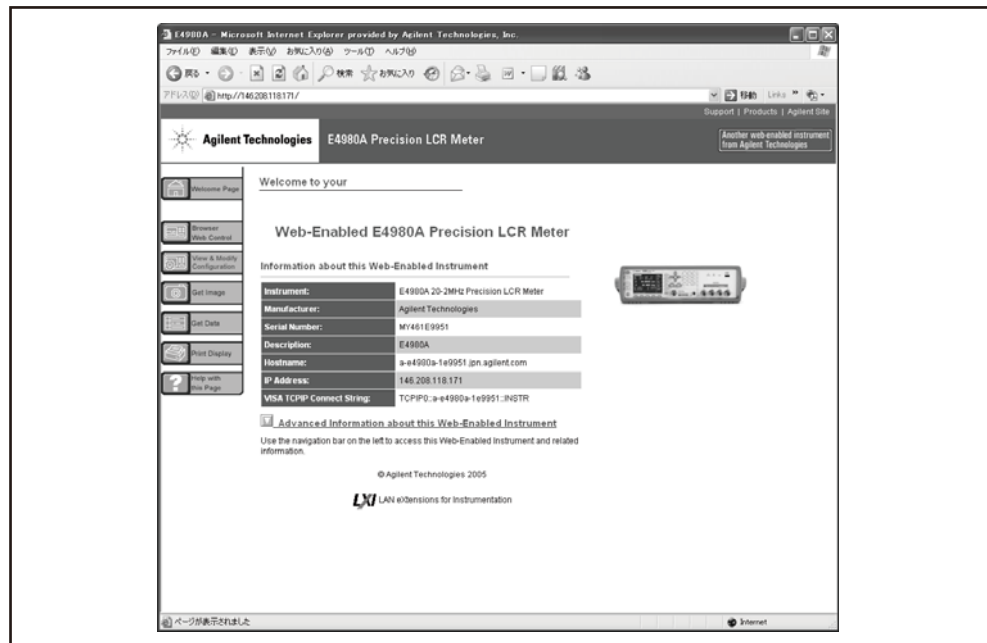 E4980A - Microsoft Internet Explorer provided by Agilent Technologies, Inc.
ファイル(F) 編集(E) 表示(V) お気に入り(A) ツール(T) ヘルプ(H)
戻る 検索 お気に入り
アドレス(D) http://146.208.118.171/ 移動 Links »
Support | Products | Agilent Site
Agilent Technologies E4980A Precision LCR Meter
Another web-enabled instrument
from Agilent Technologies
Welcome Page
Browser
Web Control
View & Modify
Configuration
Get Image
Get Data
Print Display
Help with
this Page
Welcome to your
Web-Enabled E4980A Precision LCR Meter
Information about this Web-Enabled Instrument
Instrument: E4980A 20-2MHz Precision LCR Meter
Manufacturer: Agilent Technologies
Serial Number: MY461E9951
Description: E4980A
Hostname: a-e4980a-1e9951.jpn.agilent.com
IP Address: 146.208.118.171
VISA TCPIP Connect String: TCPIP0::a-e4980a-1e9951::INSTR
Advanced Information about this Web-Enabled Instrument
Use the navigation bar on the left to access this Web-Enabled Instrument and related
information.
© Agilent Technologies 2005
LXI LAN eXtensions for Instrumentation
ページが表示されました Internet